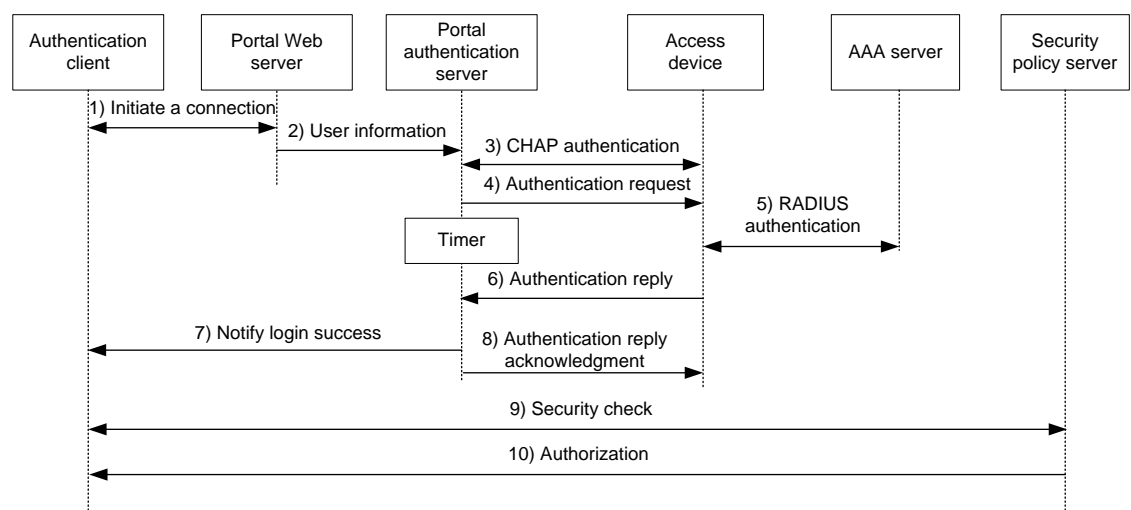 Authentication
client
Portal Web
server
Portal
authentication
server
Access
device
AAA server
Security
policy server
1) Initiate a connection
2) User information
3) CHAP authentication
4) Authentication request
5) RADIUS
authentication
Timer
6) Authentication reply
7) Notify login success
8) Authentication reply
acknowledgment
9) Security check
10) Authorization